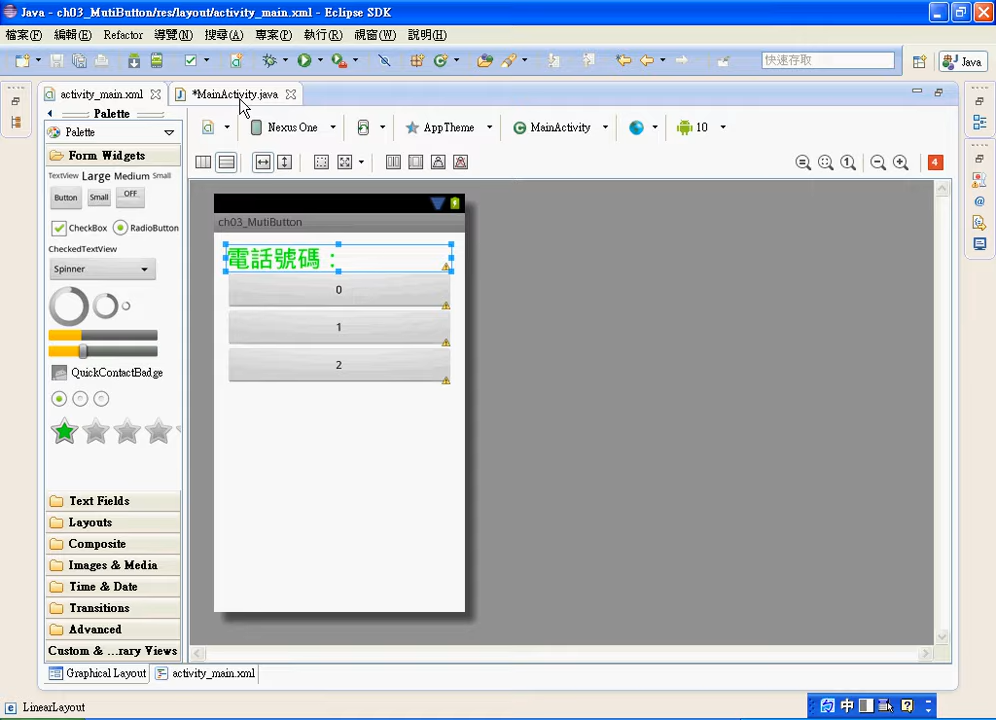 Java - ch03_MutiButton/res/layout/activity_main.xml - Eclipse SDK
檔案(F) 編輯(E) Refactor 導覽(N) 搜尋(A) 專案(P) 執行(R) 視窗(W) 說明(H)
快速存取
Java
activity_main.xml
*MainActivity.java
Palette
Nexus One
AppTheme
MainActivity
10
Palette
Form Widgets
TextView Large Medium Small
Button Small OFF
CheckBox RadioButton
CheckedTextView
Spinner
QuickContactBadge
Text Fields
Layouts
Composite
Images & Media
Time & Date
Transitions
Advanced
Custom & ...rary Views
4
ch03_MutiButton
電話號碼：
0
1
2
Graphical Layout
activity_main.xml
LinearLayout
中